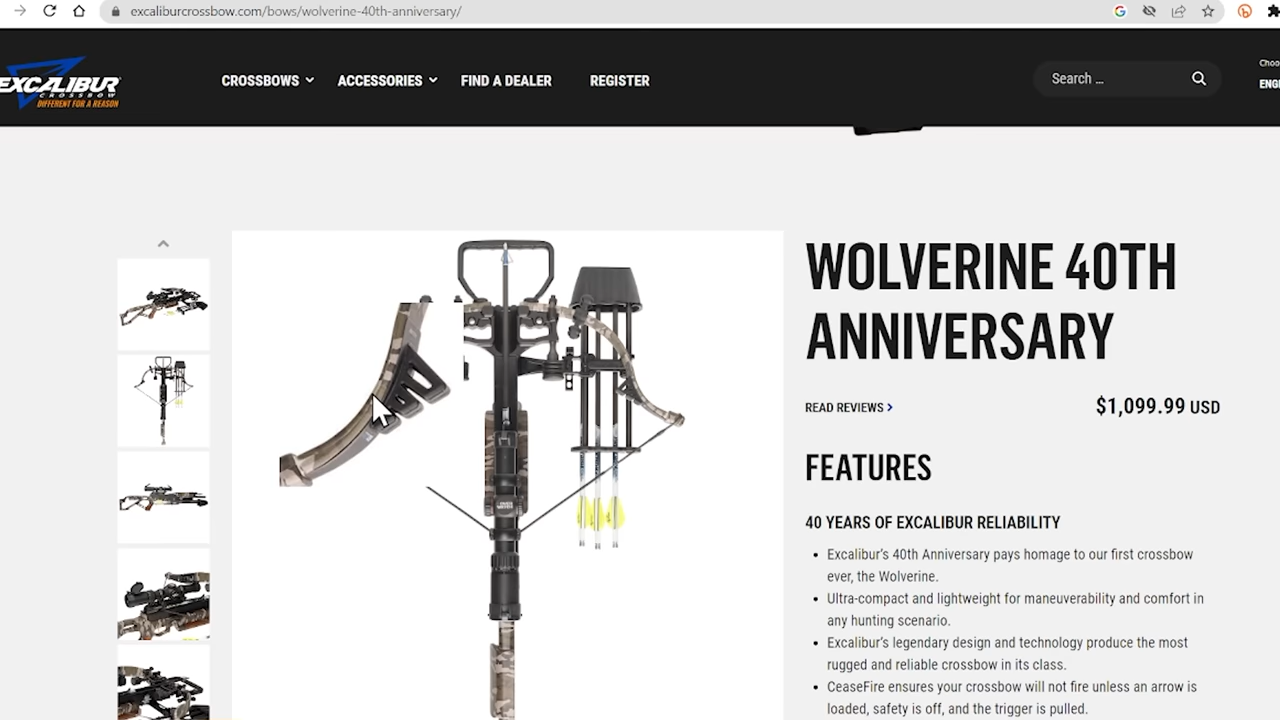 excaliburcrossbow.com/bows/wolverine-40th-anniversary/
EXCALIBUR
CROSSBOW
DIFFERENT FOR A REASON
CROSSBOWS
ACCESSORIES
FIND A DEALER
REGISTER
Search ...
Choo
ENGL
WOLVERINE 40TH
ANNIVERSARY
READ REVIEWS
$1,099.99 USD
FEATURES
40 YEARS OF EXCALIBUR RELIABILITY
• Excalibur's 40th Anniversary pays homage to our first crossbow
ever, the Wolverine.
• Ultra-compact and lightweight for maneuverability and comfort in
any hunting scenario.
• Excalibur's legendary design and technology produce the most
rugged and reliable crossbow in its class.
• CeaseFire ensures your crossbow will not fire unless an arrow is
loaded, safety is off, and the trigger is pulled.